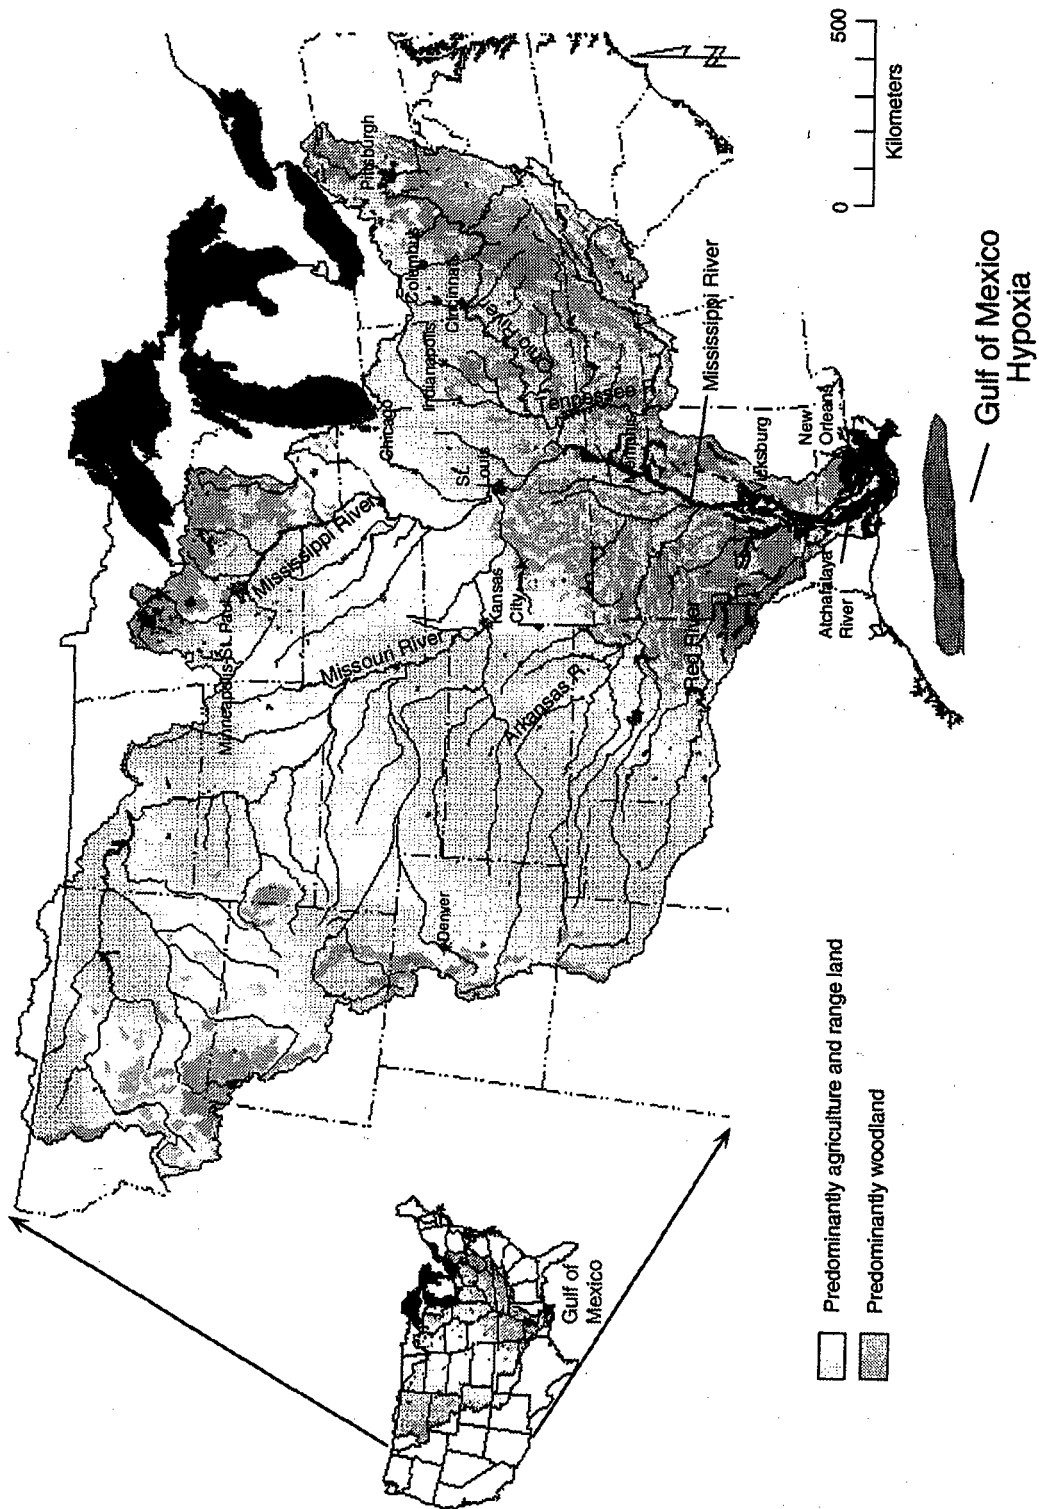 Pittsburgh
Columbus
Cincinnati
Indianapolis
Ohio River
Chicago
Tennessee R.
St.
Louis
Memphis
Mississippi River
Vicksburg
New
Orleans
Mississippi River
Minneapolis-St. Paul
Missouri River
Kansas
City
Arkansas R.
Red River
Atchafalaya
River
Denver
Gulf of Mexico
Hypoxia
0
500
Kilometers
N
Gulf of
Mexico
Predominantly agriculture and range land
Predominantly woodland